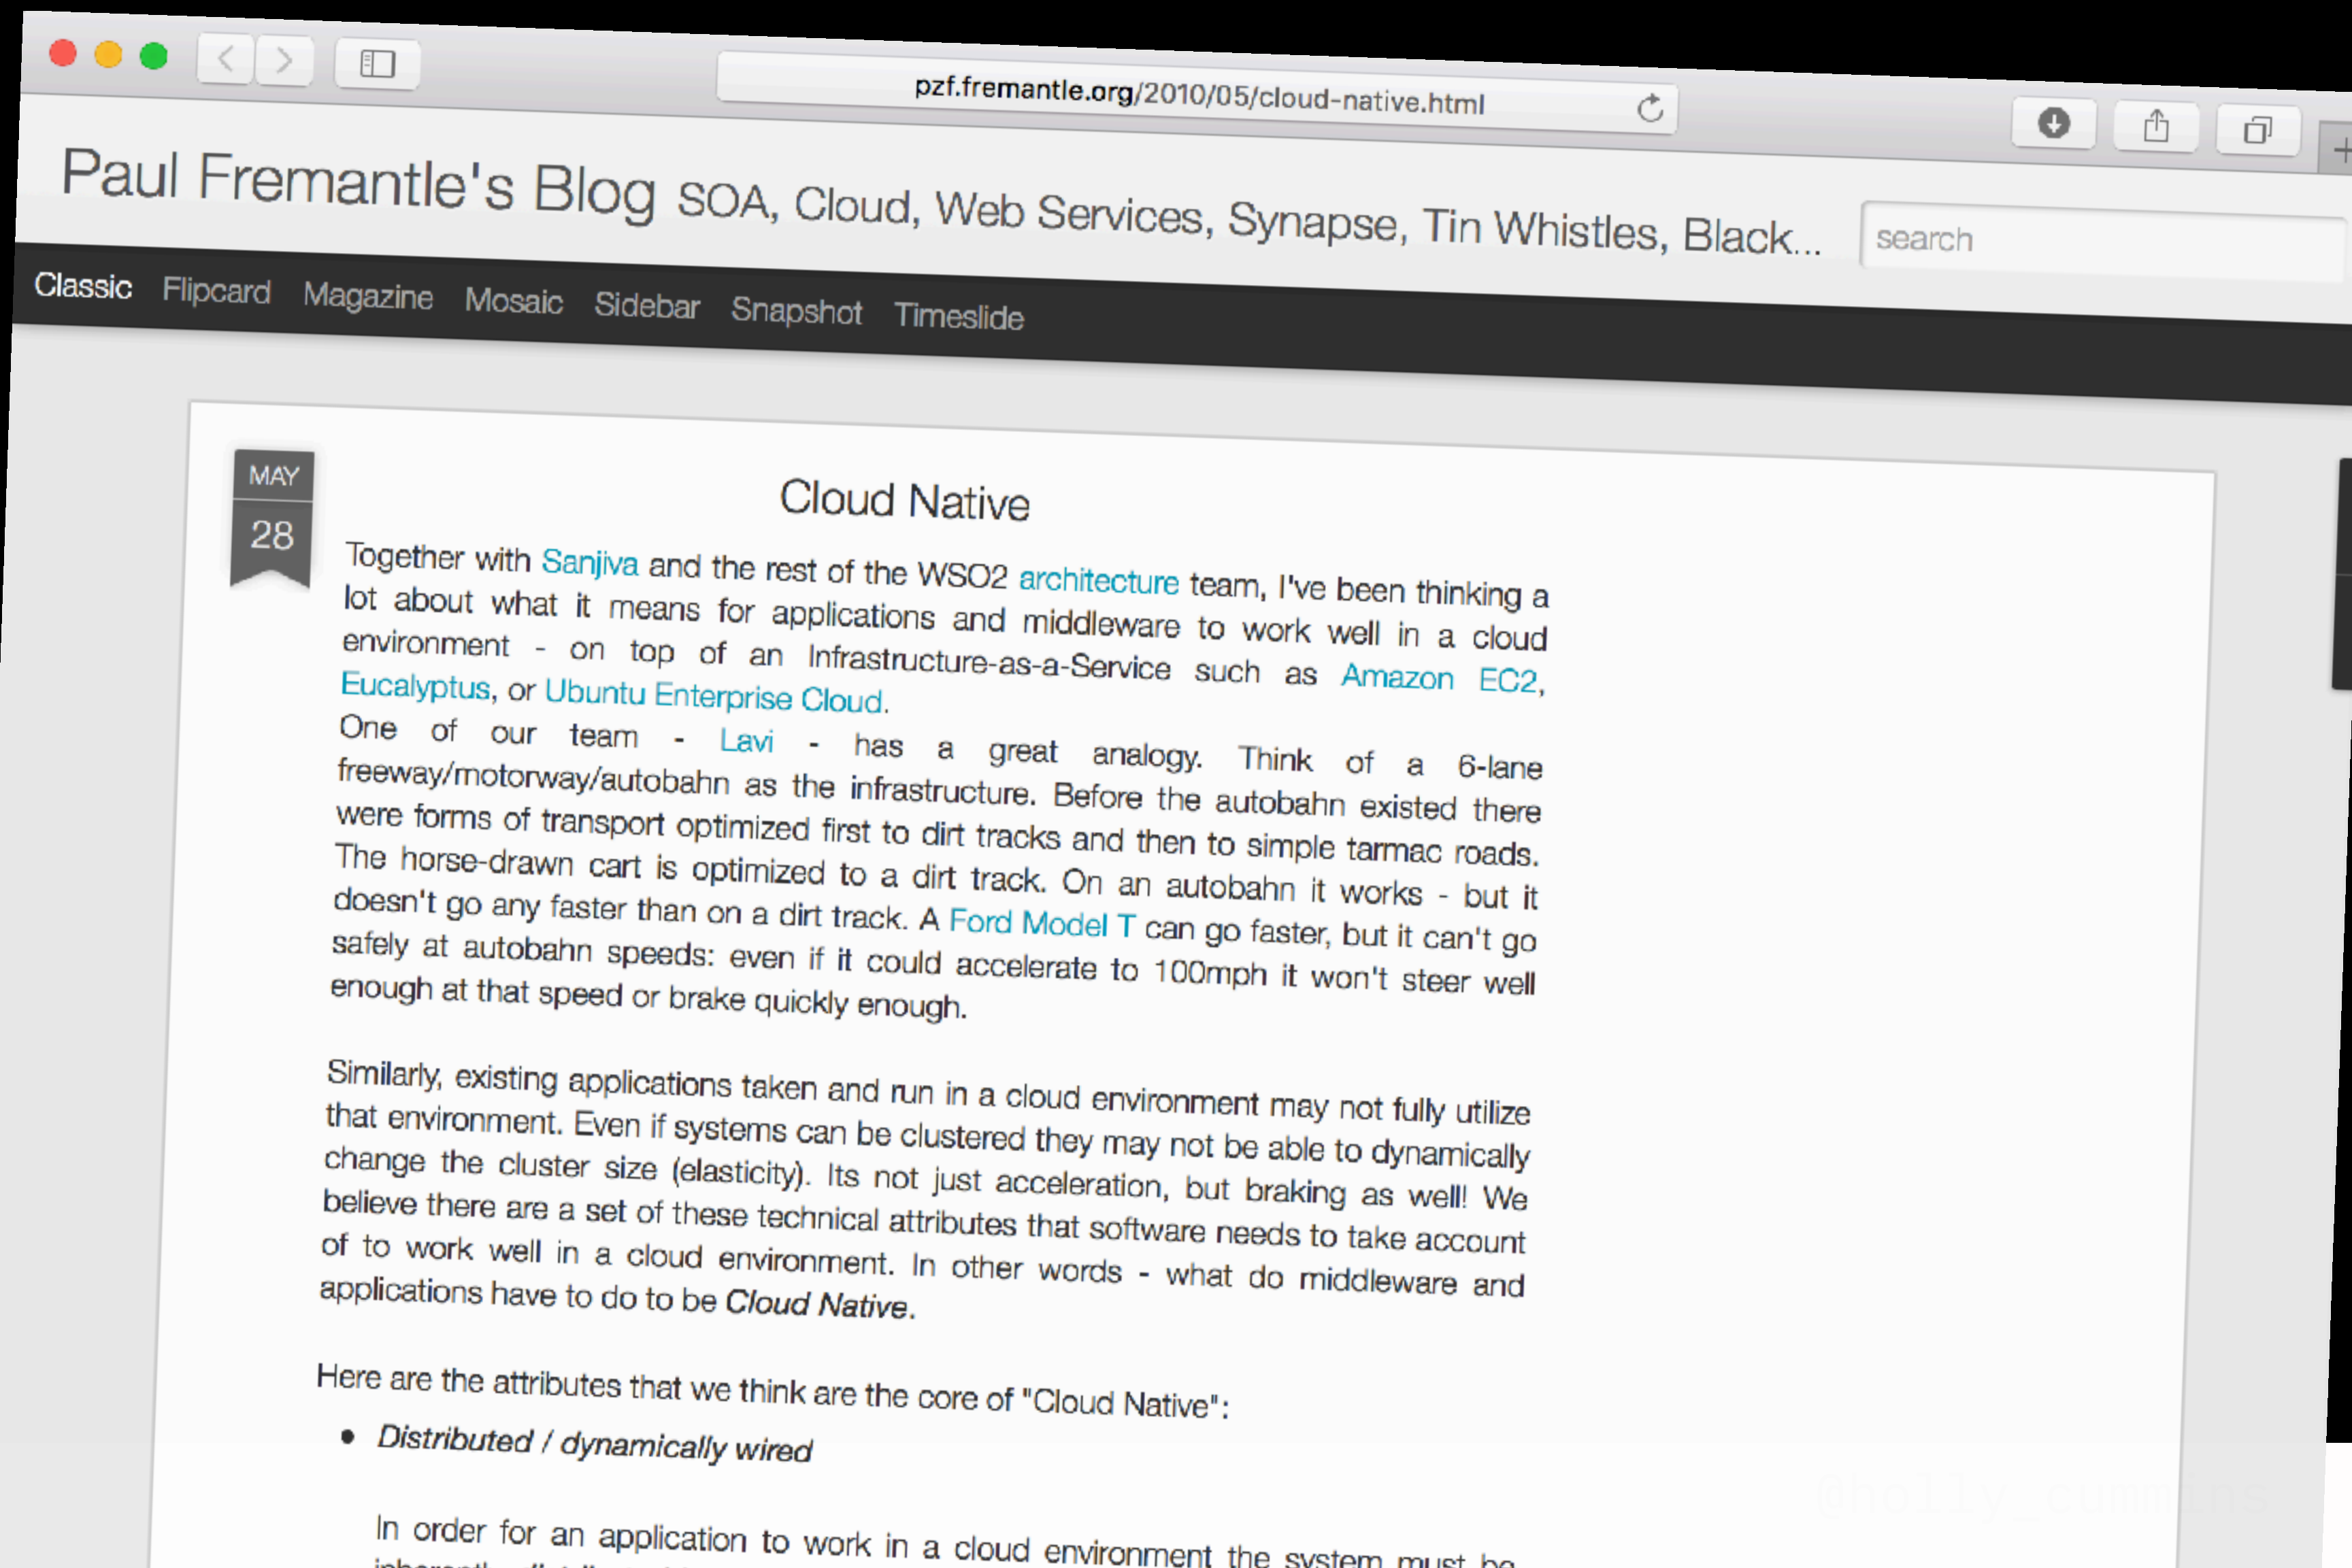 pzf.fremantle.org/2010/05/cloud-native.html
Paul Fremantle's Blog SOA, Cloud, Web Services, Synapse, Tin Whistles, Black...
search
Classic Flipcard Magazine Mosaic Sidebar Snapshot Timeslide
MAY
28
Cloud Native
Together with Sanjiva and the rest of the WSO2 architecture team, I've been thinking a
lot about what it means for applications and middleware to work well in a cloud
environment - on top of an Infrastructure-as-a-Service such as Amazon EC2,
Eucalyptus, or Ubuntu Enterprise Cloud.
One of our team - Lavi - has a great analogy. Think of a 6-lane
freeway/motorway/autobahn as the infrastructure. Before the autobahn existed there
were forms of transport optimized first to dirt tracks and then to simple tarmac roads.
The horse-drawn cart is optimized to a dirt track. On an autobahn it works - but it
doesn't go any faster than on a dirt track. A Ford Model T can go faster, but it can't go
safely at autobahn speeds: even if it could accelerate to 100mph it won't steer well
enough at that speed or brake quickly enough.
Similarly, existing applications taken and run in a cloud environment may not fully utilize
that environment. Even if systems can be clustered they may not be able to dynamically
change the cluster size (elasticity). Its not just acceleration, but braking as well! We
believe there are a set of these technical attributes that software needs to take account
of to work well in a cloud environment. In other words - what do middleware and
applications have to do to be Cloud Native.
Here are the attributes that we think are the core of "Cloud Native":
• Distributed / dynamically wired
In order for an application to work in a cloud environment the system must be
@holly_cummins